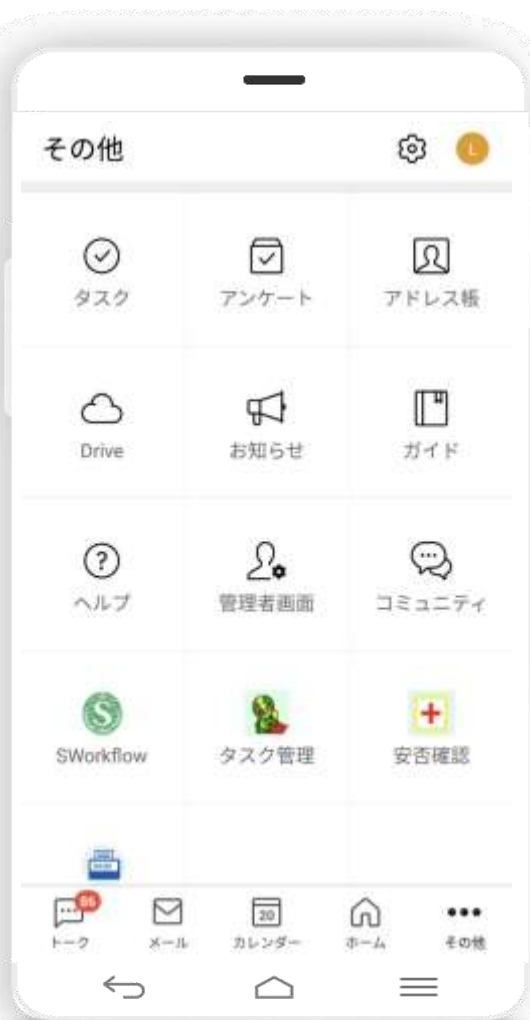 その他
L
タスク
アンケート
アドレス帳
Drive
お知らせ
ガイド
ヘルプ
管理者画面
コミュニティ
S
SWorkflow
タスク管理
安否確認
86
20
トーク
メール
カレンダー
ホーム
その他